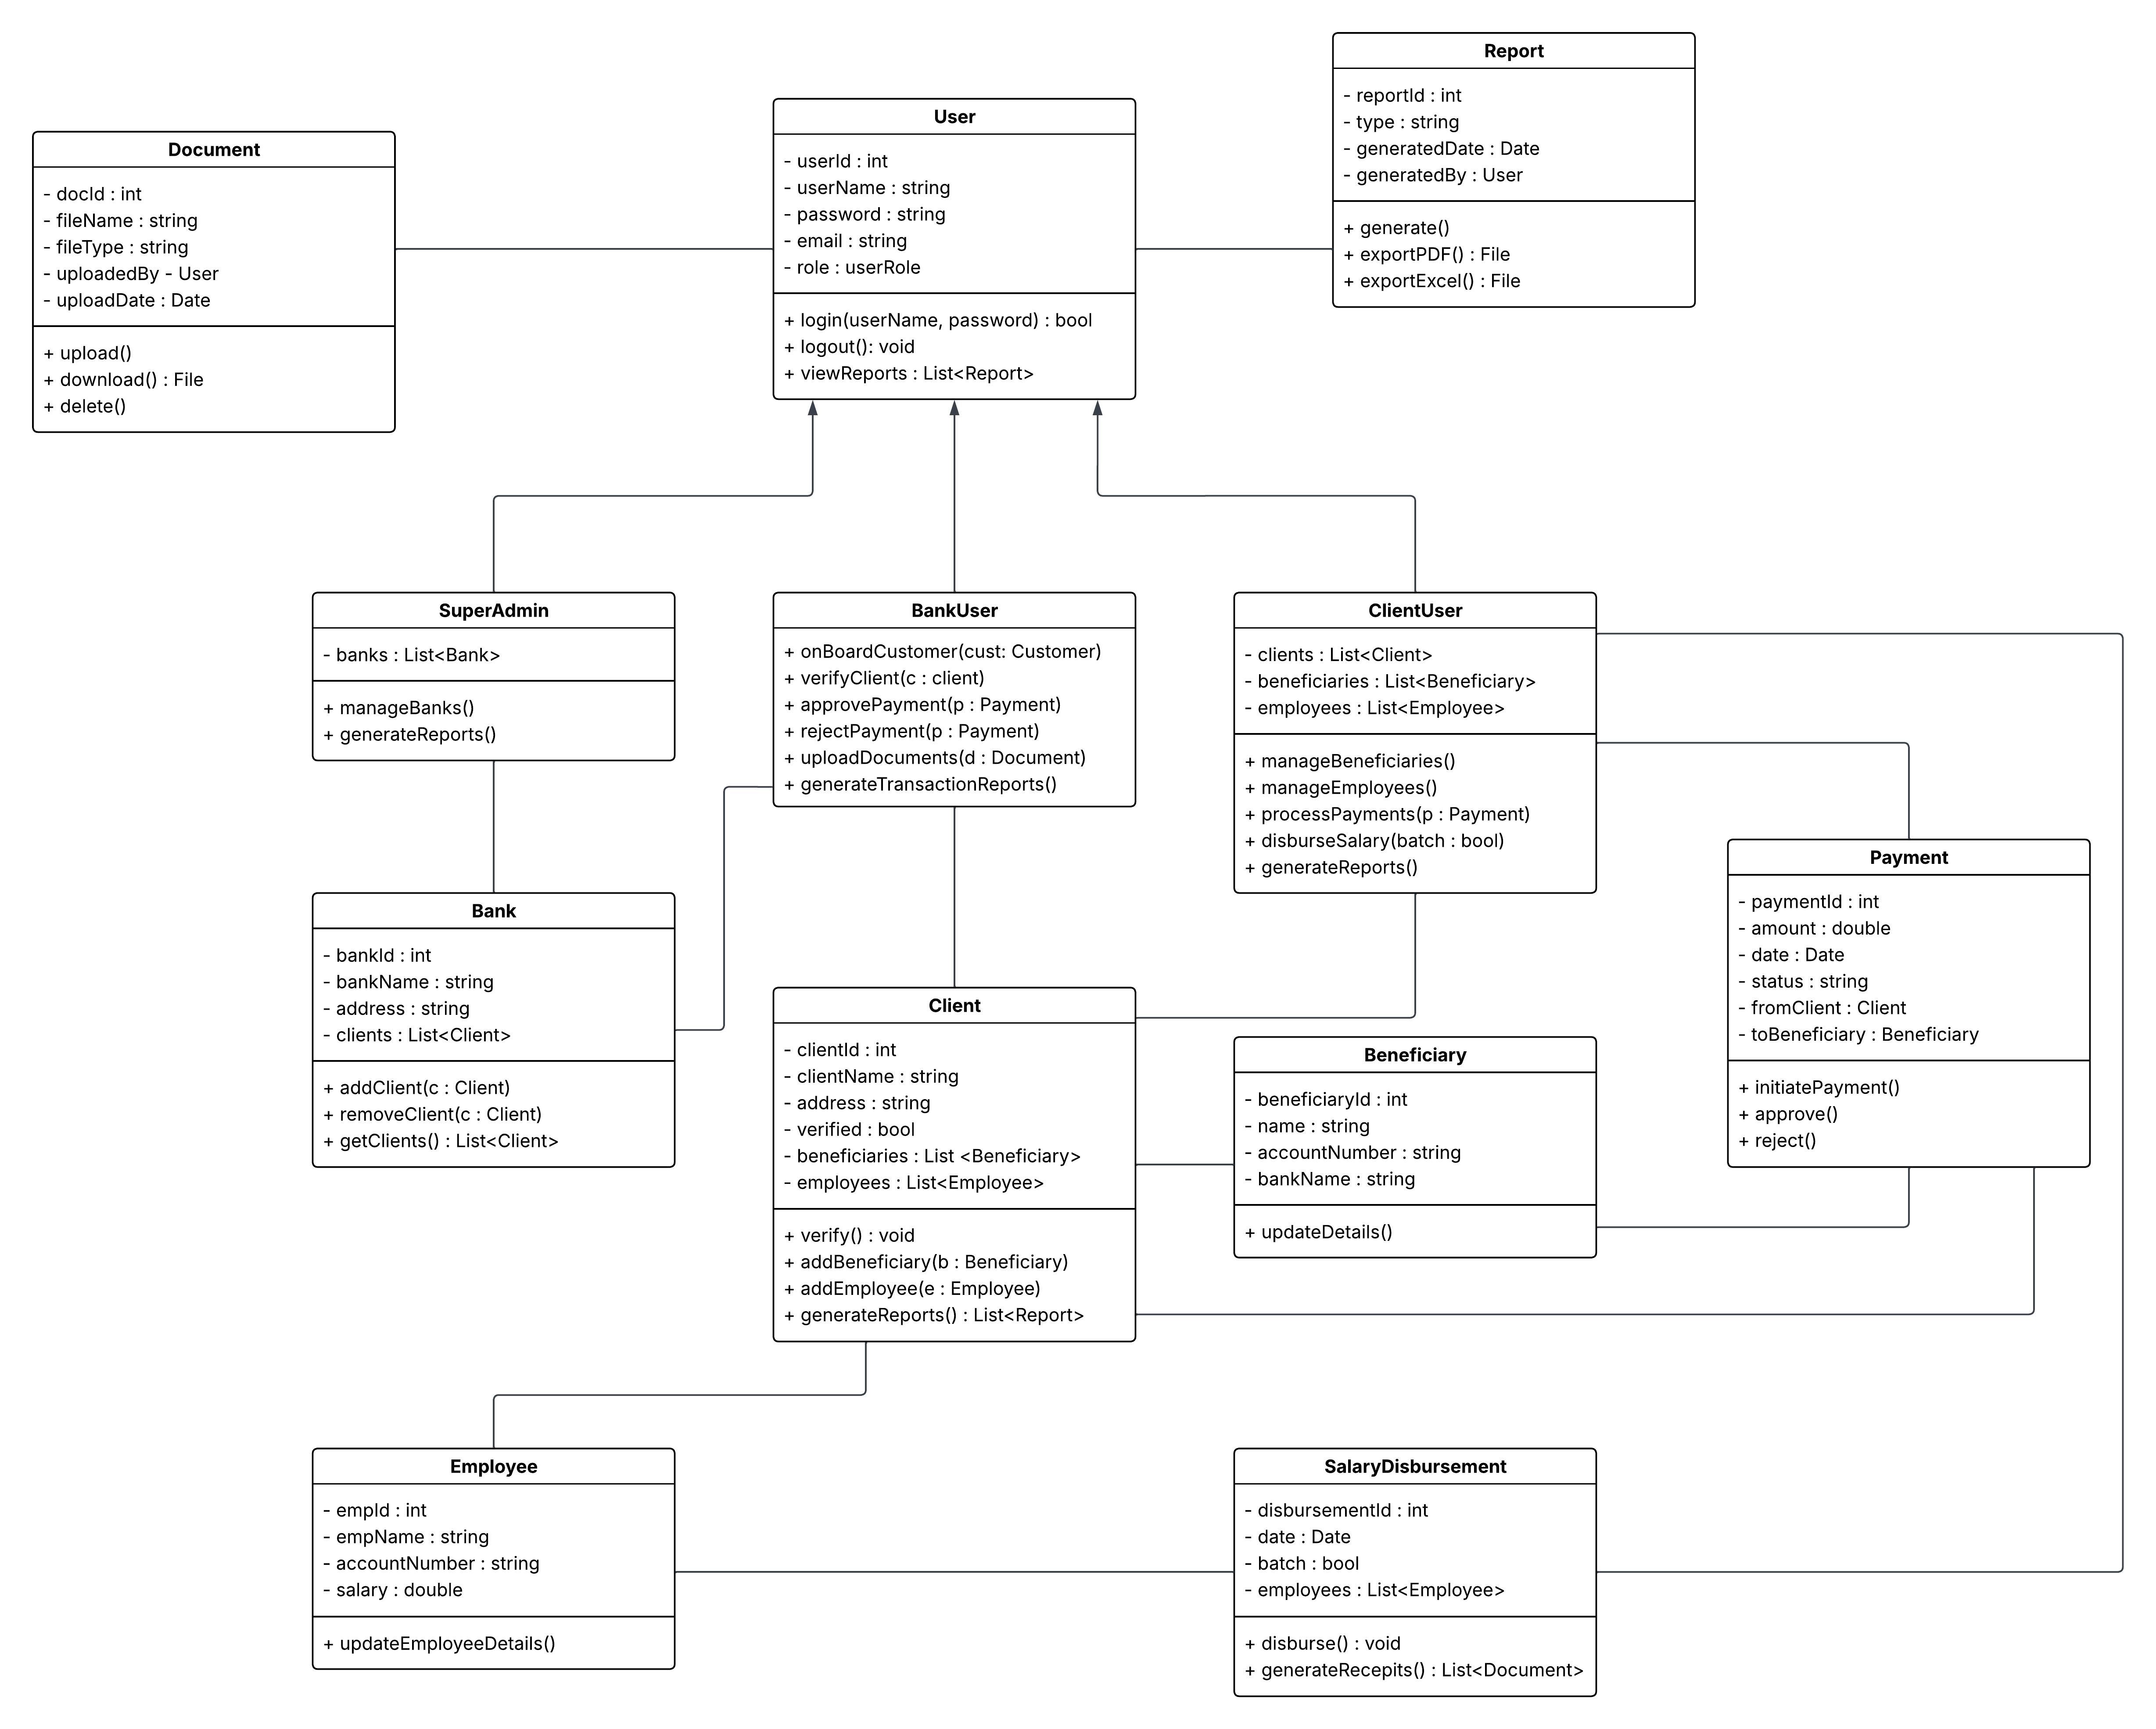 Report
- reportId : int
- type : string
- generatedDate : Date
- generatedBy : User
+ generate()
+ exportPDF() : File
+ exportExcel() : File
User
- userId : int
- userName : string
- password : string
- email : string
- role : userRole
+ login(userName, password) : bool
+ logout(): void
+ viewReports : List<Report>
Document
- docId : int
- fileName : string
- fileType : string
- uploadedBy - User
- uploadDate : Date
+ upload()
+ download() : File
+ delete()
SuperAdmin
- banks : List<Bank>
+ manageBanks()
+ generateReports()
BankUser
+ onBoardCustomer(cust: Customer)
+ verifyClient(c : client)
+ approvePayment(p : Payment)
+ rejectPayment(p : Payment)
+ uploadDocuments(d : Document)
+ generateTransactionReports()
ClientUser
- clients : List<Client>
- beneficiaries : List<Beneficiary>
- employees : List<Employee>
+ manageBeneficiaries()
+ manageEmployees()
+ processPayments(p : Payment)
+ disburseSalary(batch : bool)
+ generateReports()
Payment
- paymentId : int
- amount : double
- date : Date
- status : string
- fromClient : Client
- toBeneficiary : Beneficiary
+ initiatePayment()
+ approve()
+ reject()
Bank
- bankId : int
- bankName : string
- address : string
- clients : List<Client>
+ addClient(c : Client)
+ removeClient(c : Client)
+ getClients() : List<Client>
Client
- clientId : int
- clientName : string
- address : string
- verified : bool
- beneficiaries : List <Beneficiary>
- employees : List<Employee>
+ verify() : void
+ addBeneficiary(b : Beneficiary)
+ addEmployee(e : Employee)
+ generateReports() : List<Report>
Beneficiary
- beneficiaryId : int
- name : string
- accountNumber : string
- bankName : string
+ updateDetails()
Employee
- empId : int
- empName : string
- accountNumber : string
- salary : double
+ updateEmployeeDetails()
SalaryDisbursement
- disbursementId : int
- date : Date
- batch : bool
- employees : List<Employee>
+ disburse() : void
+ generateRecepits() : List<Document>